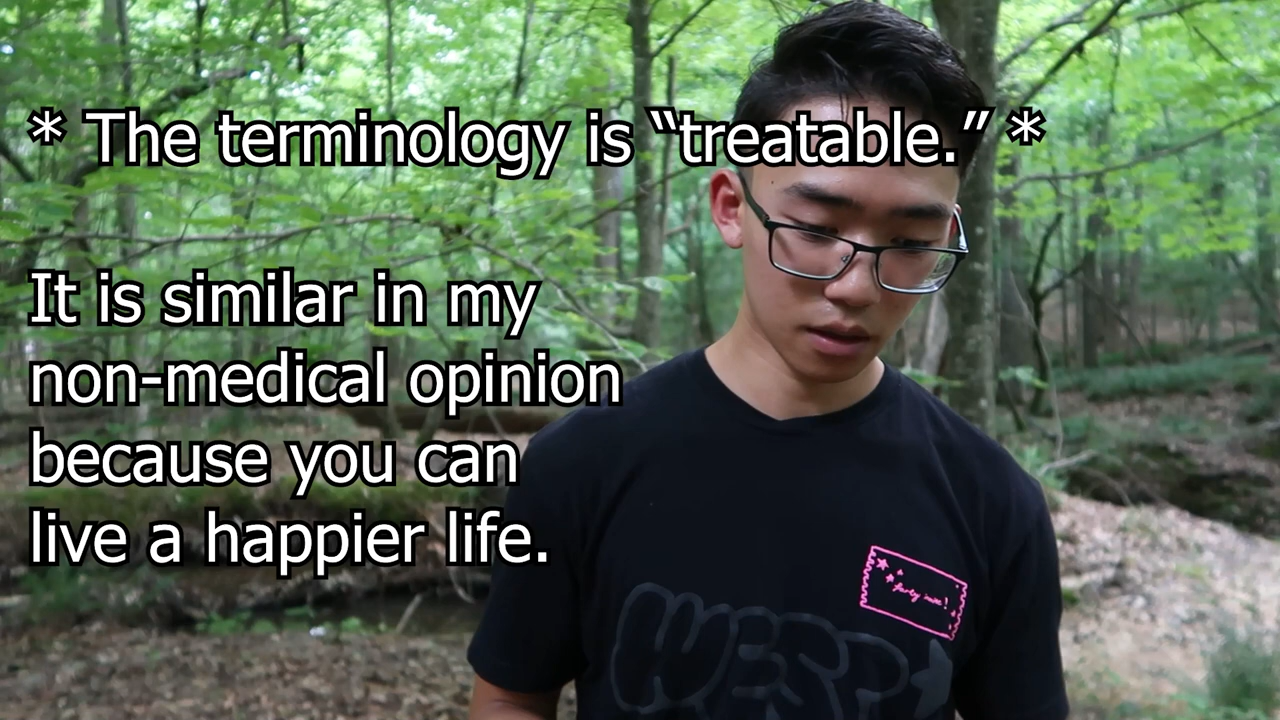 * The terminology is “treatable.” *
It is similar in my
non-medical opinion
because you can
live a happier life.